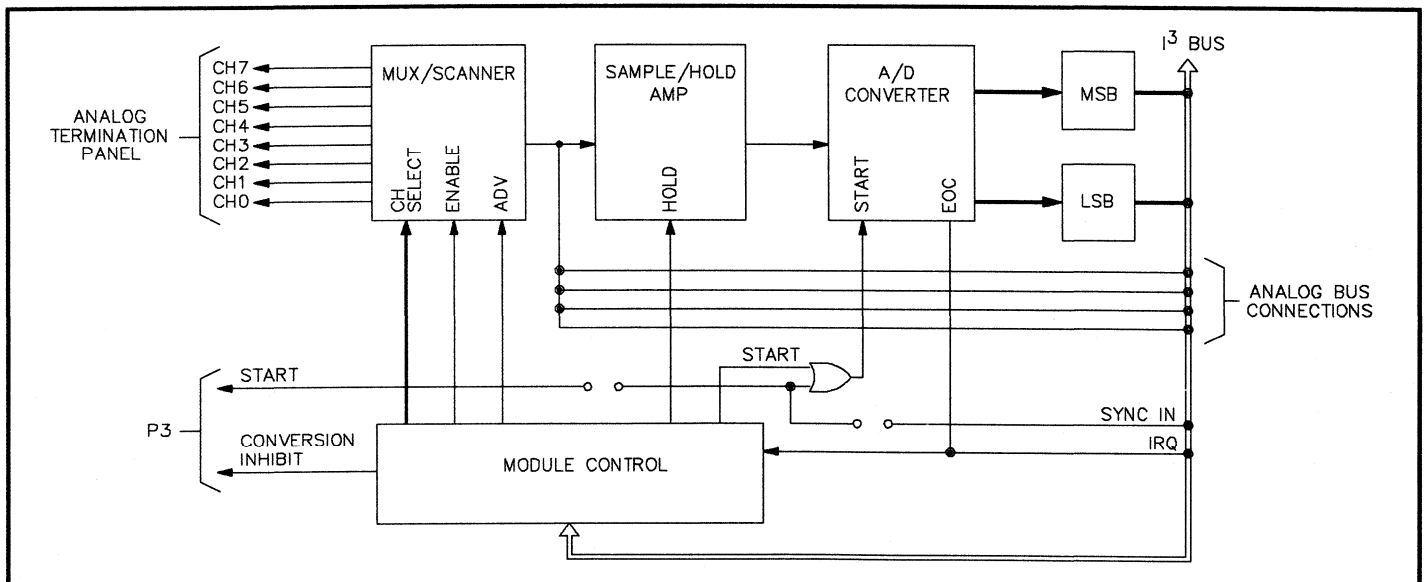 I³ BUS
MUX/SCANNER
SAMPLE/HOLD
AMP
A/D
CONVERTER
MSB
LSB
ANALOG
TERMINATION
PANEL
CH7
CH6
CH5
CH4
CH3
CH2
CH1
CH0
CH
SELECT
ENABLE
ADV
HOLD
START
EOC
ANALOG BUS
CONNECTIONS
START
START
SYNC IN
IRQ
P3
CONVERSION
INHIBIT
MODULE CONTROL